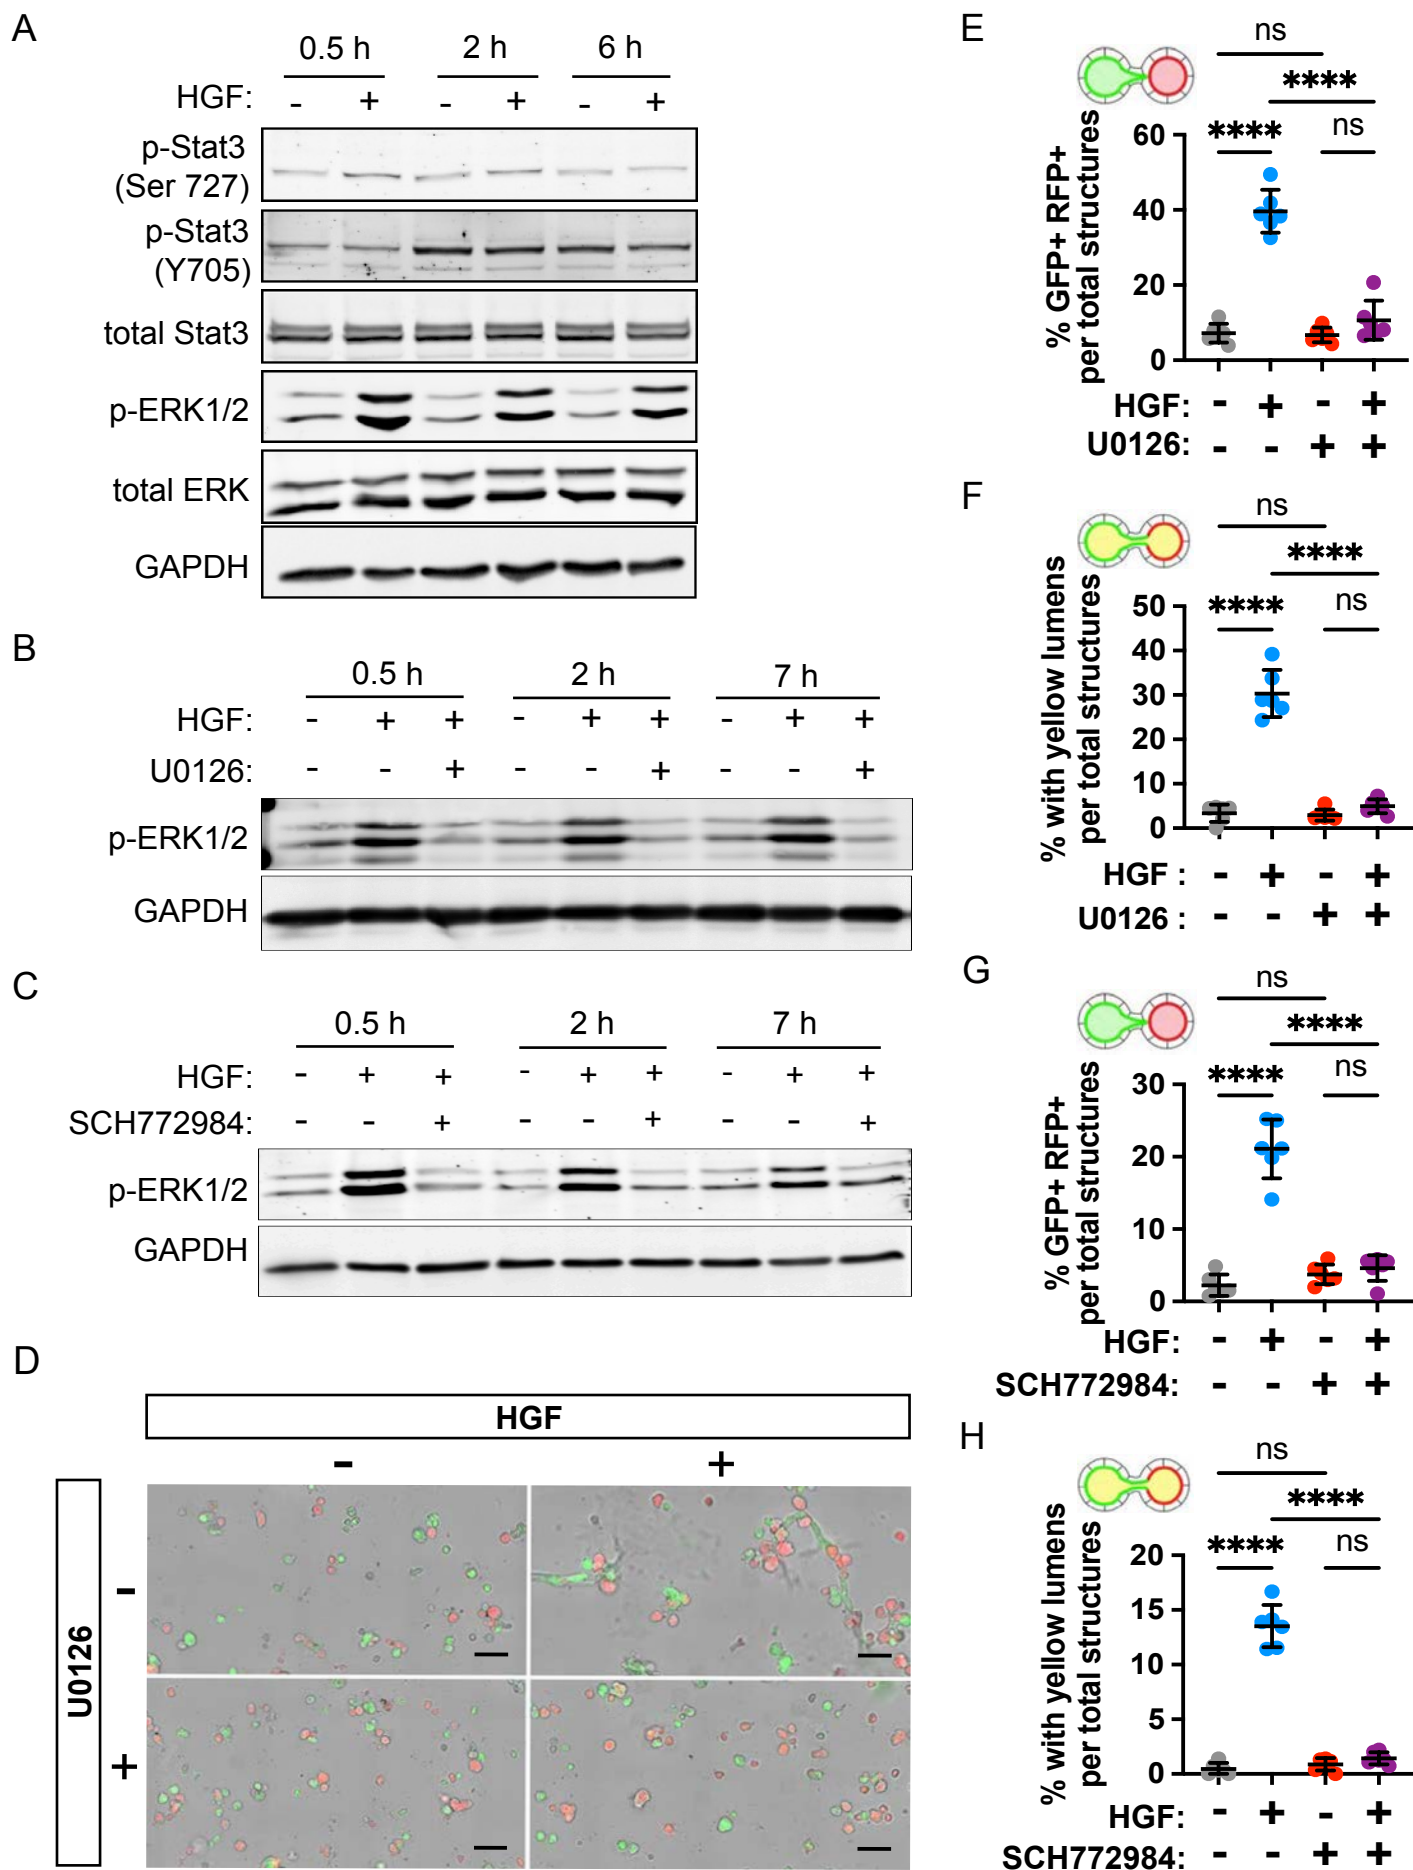 A
0.5 h 2 h 6 h
HGF: - + - + - +
p-Stat3
(Ser 727)
p-Stat3
(Y705)
total Stat3
p-ERK1/2
total ERK
GAPDH
B
0.5 h 2 h 7 h
HGF: - + + - + + - + +
U0126: - - + - - + - - +
p-ERK1/2
GAPDH
C
0.5 h 2 h 7 h
HGF: - + + - + + - + +
SCH772984: - - + - - + - - +
p-ERK1/2
GAPDH
D
HGF
- +
U0126
-
+
E
ns
****
**** ns
% GFP+ RFP+
per total structures
60
40
20
0
HGF: - + - +
U0126: - - + +
F
ns
****
**** ns
% with yellow lumens
per total structures
50
40
30
20
10
0
HGF : - + - +
U0126 : - - + +
G
ns
****
**** ns
% GFP+ RFP+
per total structures
30
20
10
0
HGF: - + - +
SCH772984: - - + +
H
ns
****
**** ns
% with yellow lumens
per total structures
20
15
10
5
0
HGF: - + - +
SCH772984: - - + +